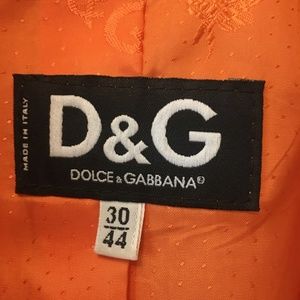 MADE IN ITALY
D&G
DOLCE & GABBANA®
30
44